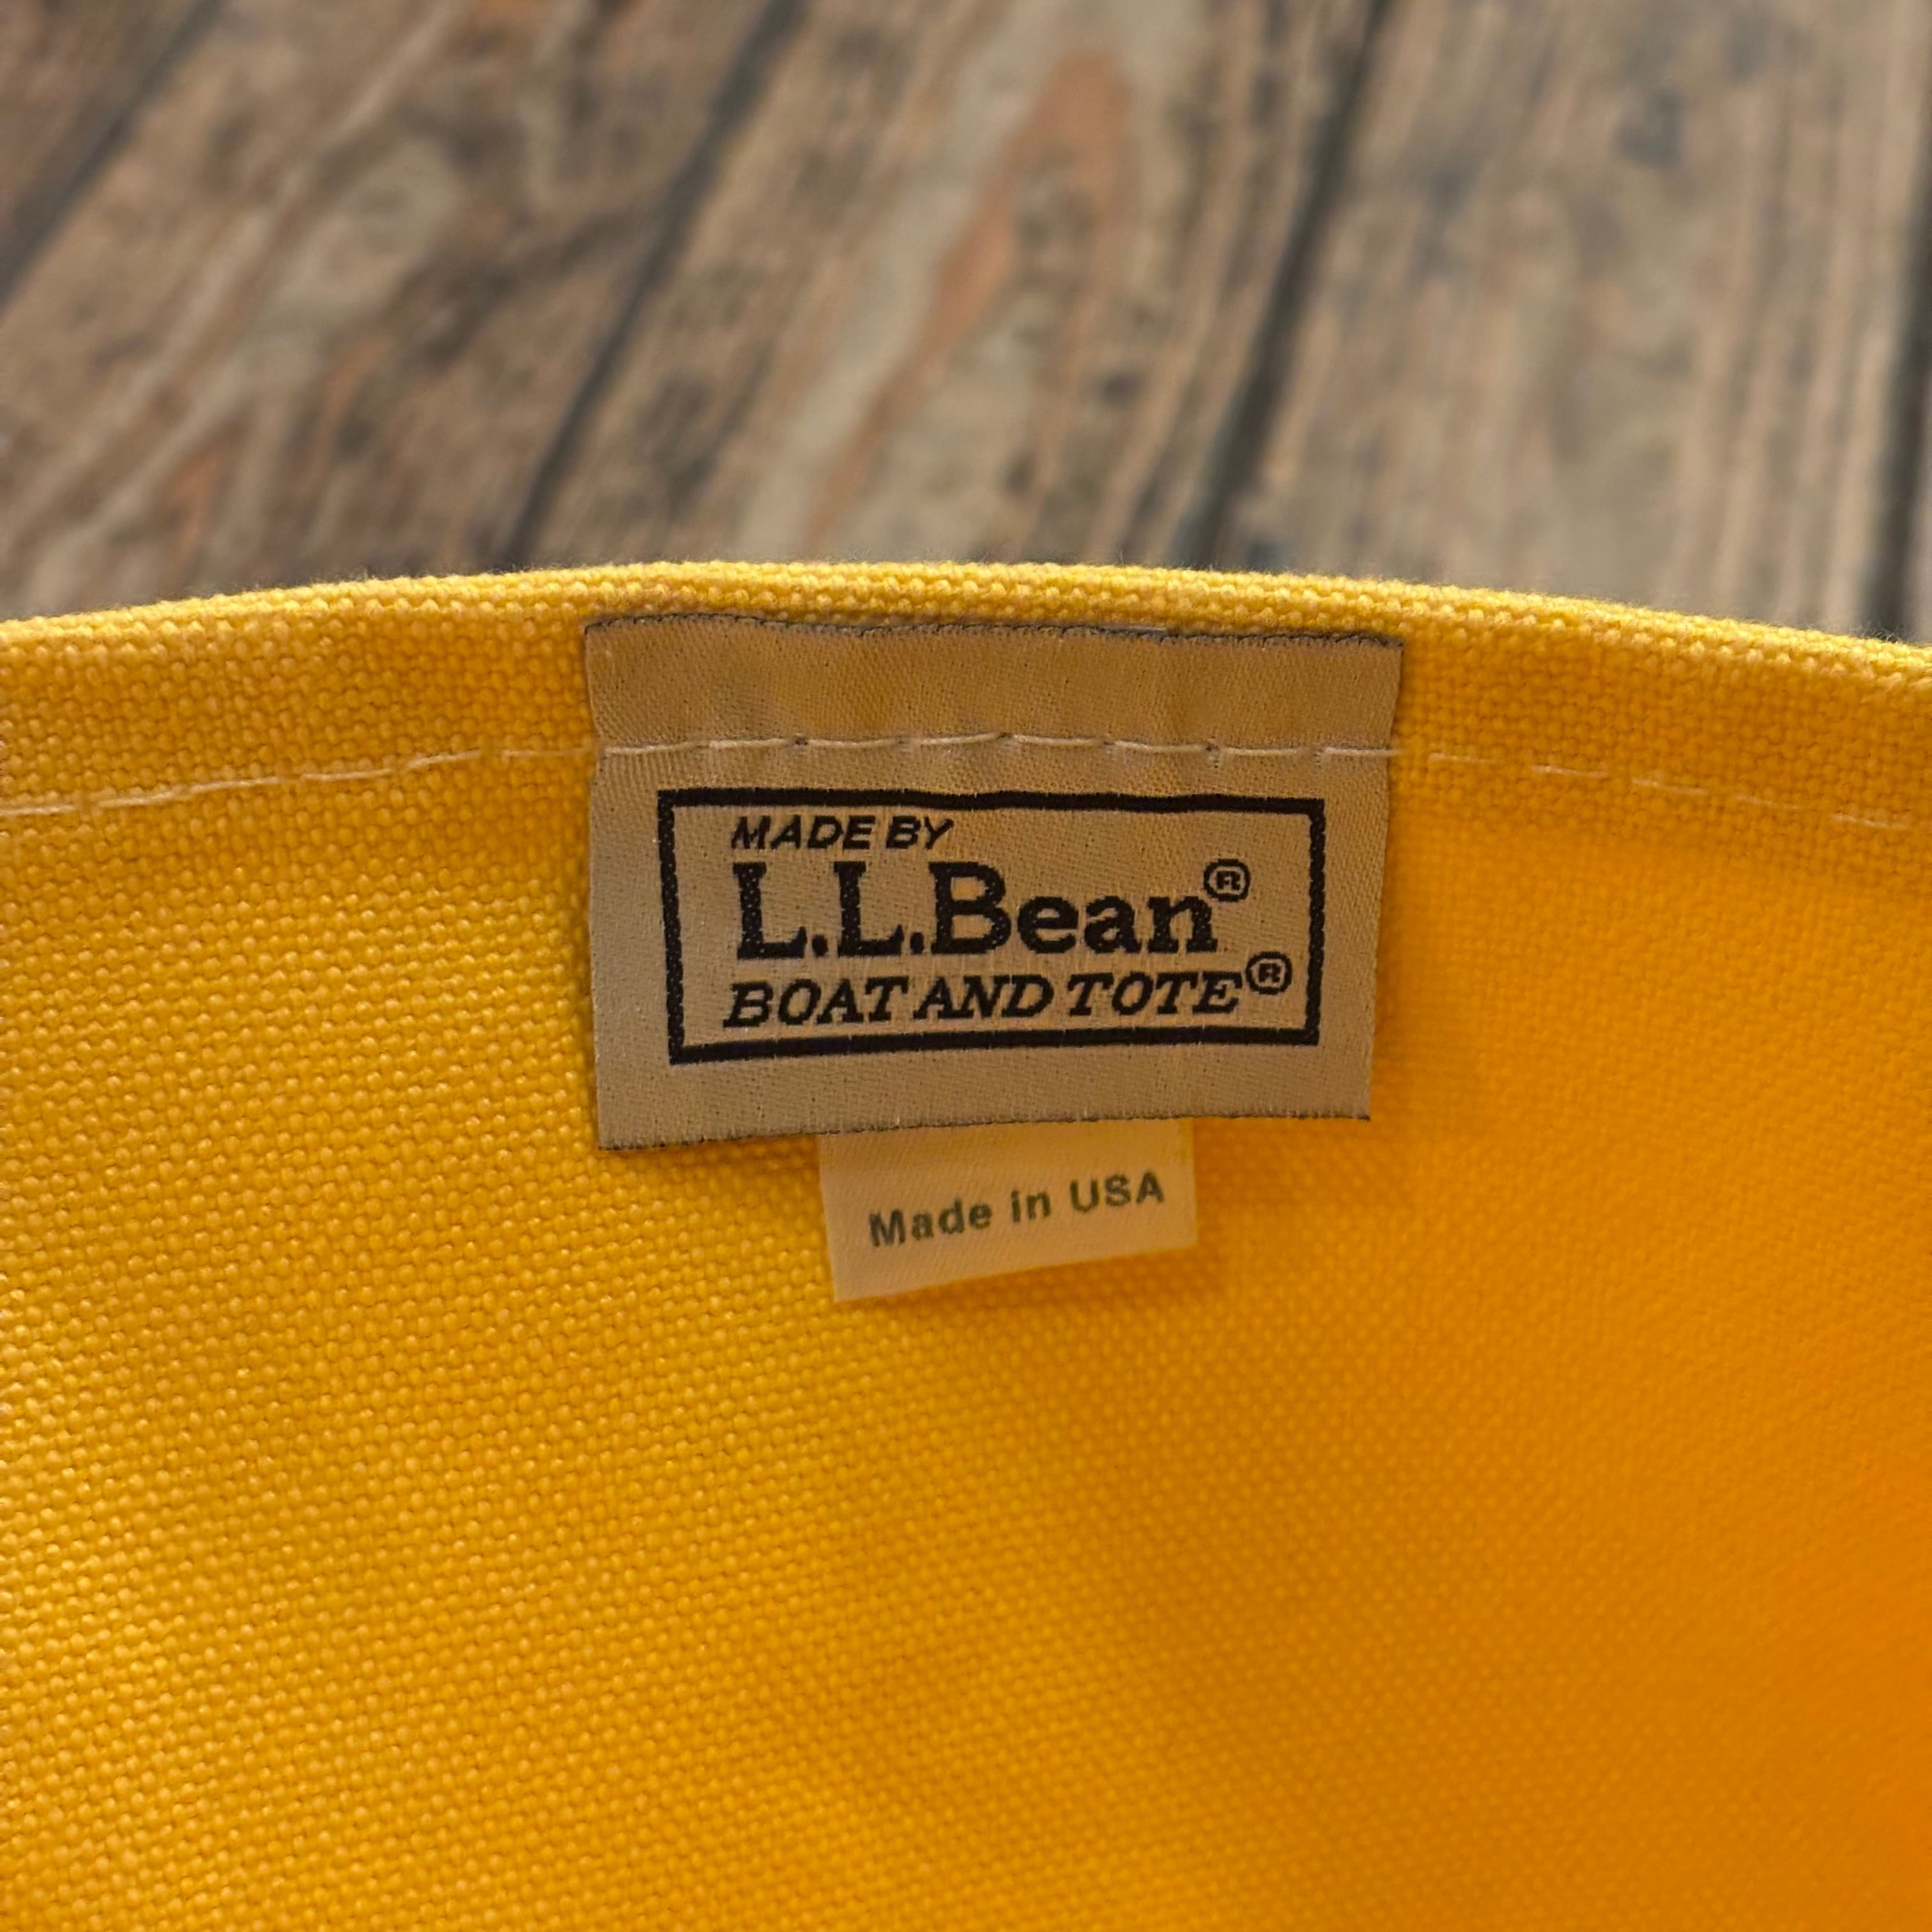 MADE BY
L.L.Bean®
BOAT AND TOTE®
Made in USA